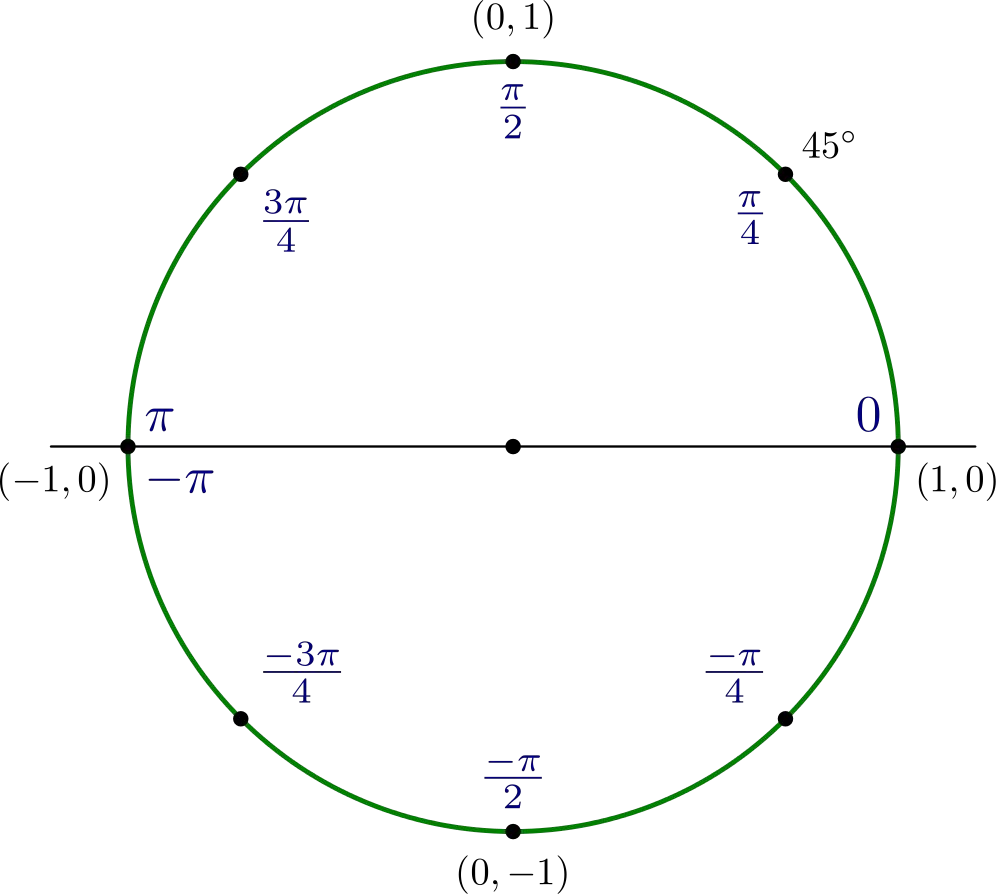 (0, 1)
π/2
45°
3π/4
π/4
π
0
(−1, 0)
−π
(1, 0)
−3π/4
−π/4
−π/2
(0, −1)